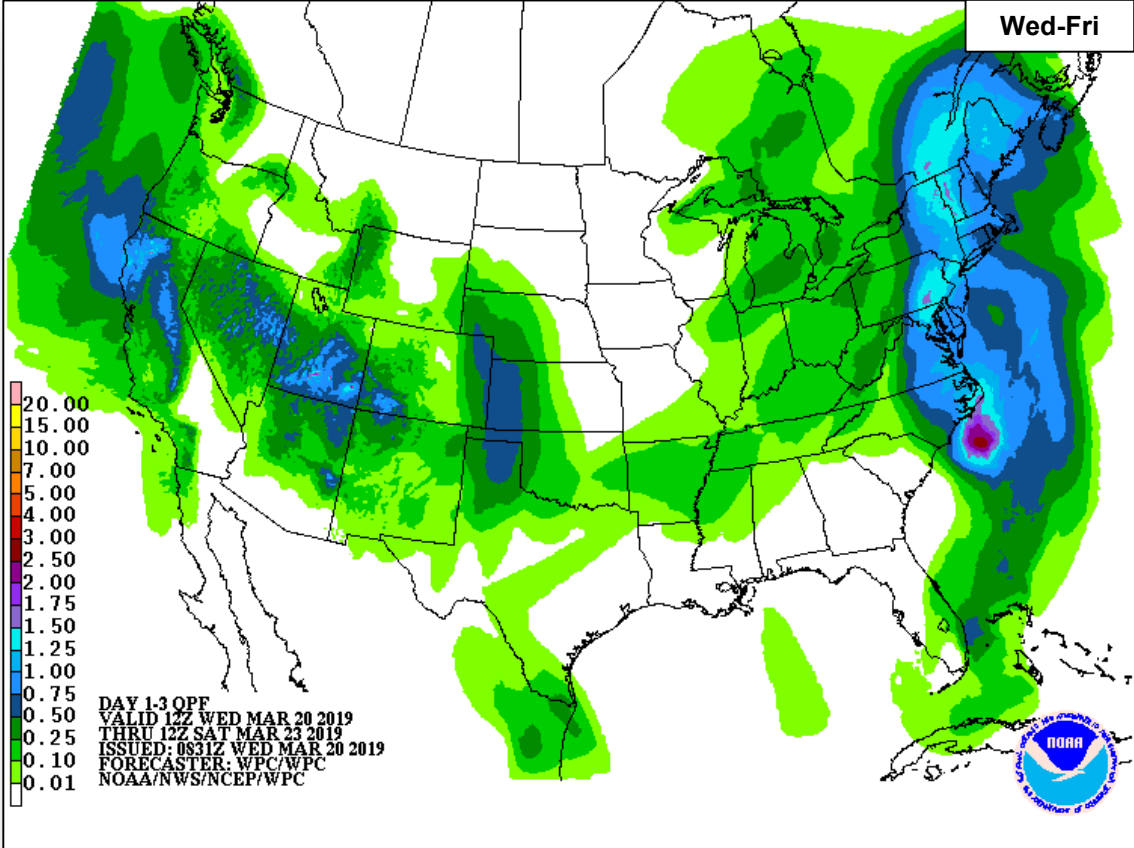 Wed-Fri
20.00
15.00
10.00
7.00
5.00
4.00
3.00
2.50
2.00
1.75
1.50
1.25
1.00
0.75
0.50
0.25
0.10
0.01
DAY 1-3 QPF
VALID 12Z WED MAR 20 2019
THRU 12Z SAT MAR 23 2019
ISSUED: 0831Z WED MAR 20 2019
FORECASTER: WPC/WPC
NOAA/NWS/NCEP/WPC
NOAA